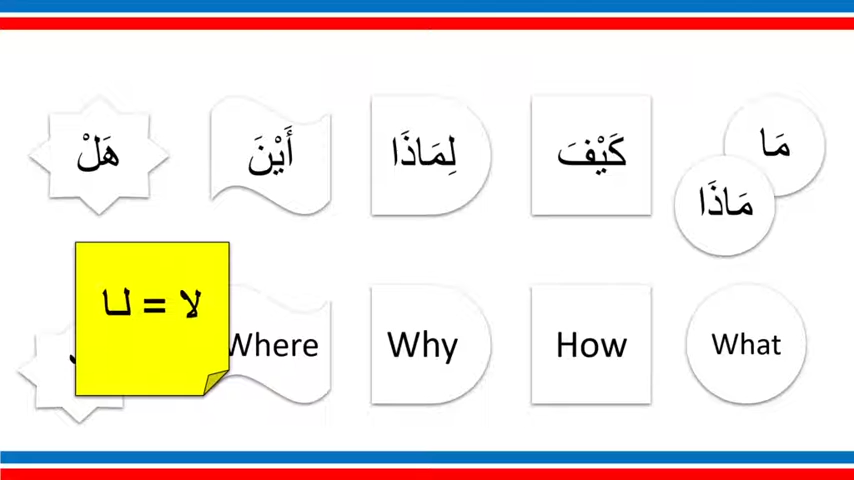 هَلْ
أَيْنَ
لِمَاذَا
كَيْفَ
مَا
مَاذَا
لا = لـا
Where
Why
How
What